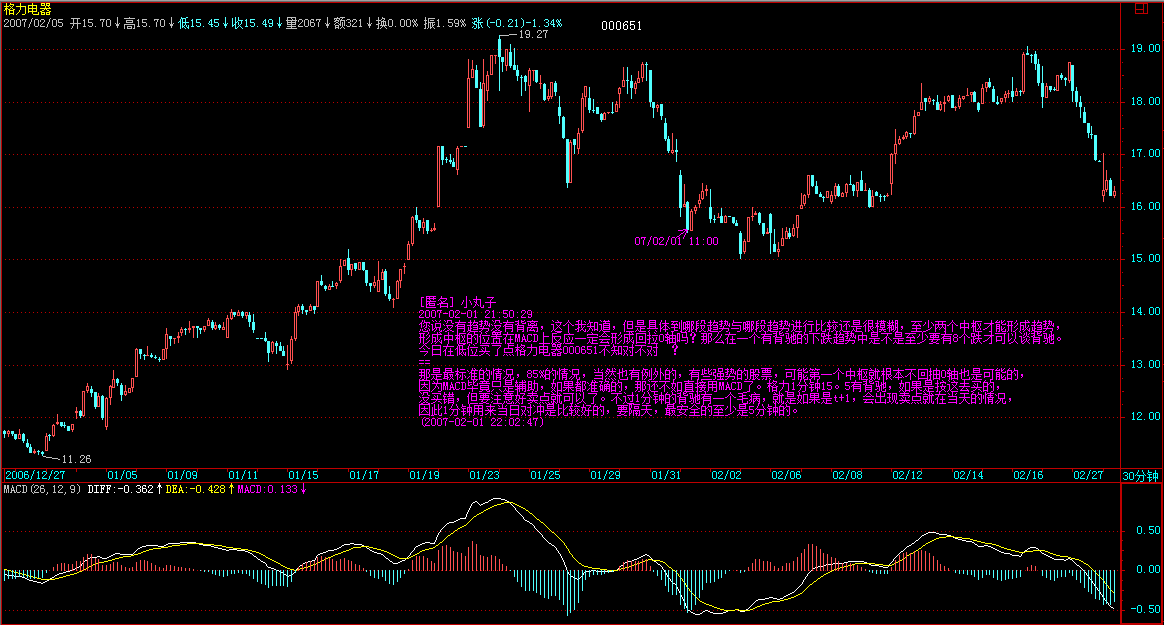 格力电器
2007/02/05 开15.70↓高15.70↓低15.45↓收15.49↓量2067↓额321↓换0.00% 振1.59% 涨(-0.21)-1.34%
000651
19.27
19.00
18.00
17.00
16.00
07/02/01 11:00
15.00
[匿名] 小丸子
2007-02-01 21:50:29
您说没有趋势没有背离，这个我知道，但是具体到哪段趋势与哪段趋势进行比较还是很模糊，至少两个中枢才能形成趋势，
形成中枢的位置在MACD上反应一定会形成回拉0轴吗？那么在一个有背驰的下跌趋势中是不是至少要有8个跌才可以谈背驰。
今日在低位买了点格力电器000651不知对不对 ？
==
那是最标准的情况，85%的情况，当然也有例外的，有些强势的股票，可能第一个中枢就根本不回抽0轴也是可能的，
因为MACD毕竟只是辅助，如果都准确的，那还不如直接用MACD了。格力1分钟15。5有背驰，如果是找这去买的，
没买错，但要注意好卖点就可以了。不过1分钟的背驰有一个毛病，就是如果是t+1，会出现卖点就在当天的情况，
因此1分钟用来当日对冲是比较好的，要隔天，最安全的至少是5分钟的。
(2007-02-01 22:02:47)
14.00
13.00
12.00
11.26
2006/12/27 01/05 01/09 01/11 01/15 01/17 01/19 01/23 01/25 01/29 01/31 02/02 02/06 02/08 02/12 02/14 02/16 02/27 30分钟
MACD(26,12,9) DIFF:-0.362↑DEA:-0.428↑MACD:0.133↓
0.50
0.00
-0.50